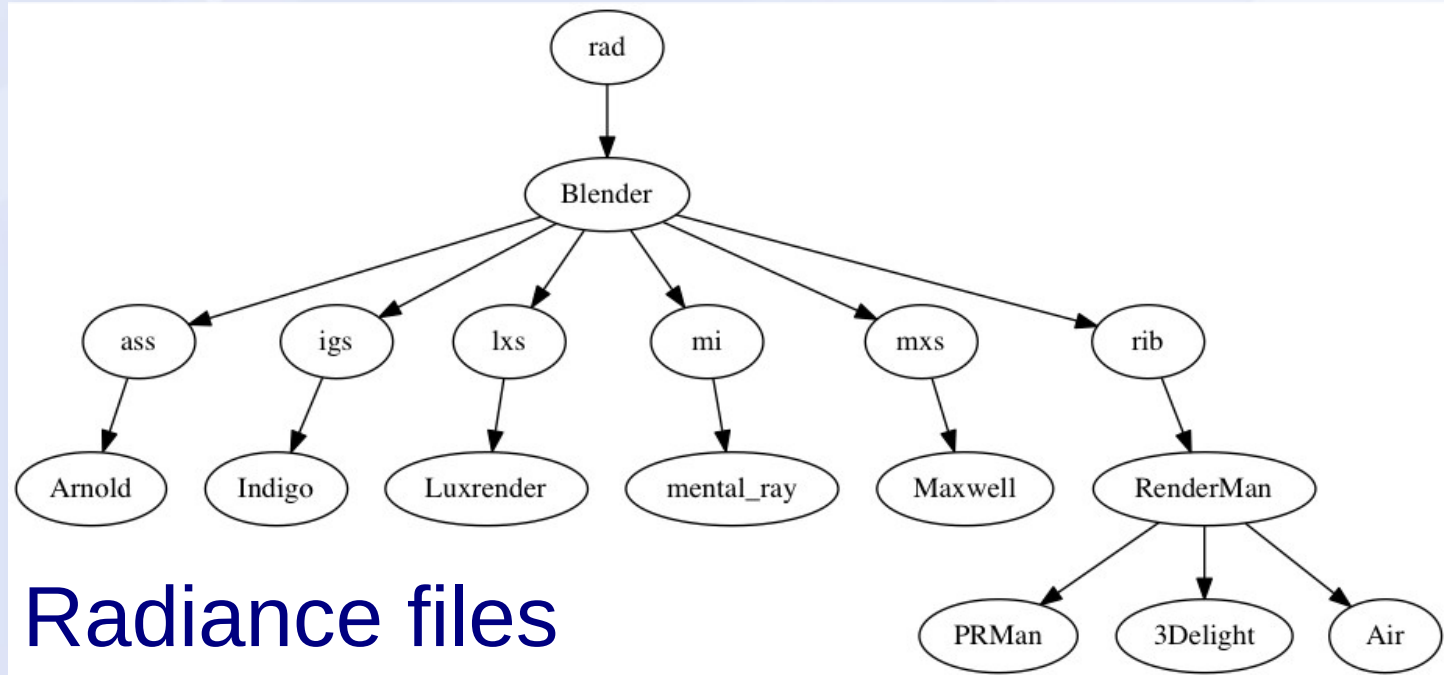 rad
Blender
ass igs lxs mi mxs rib
Arnold Indigo Luxrender mental_ray Maxwell RenderMan
Radiance files
PRMan 3Delight Air